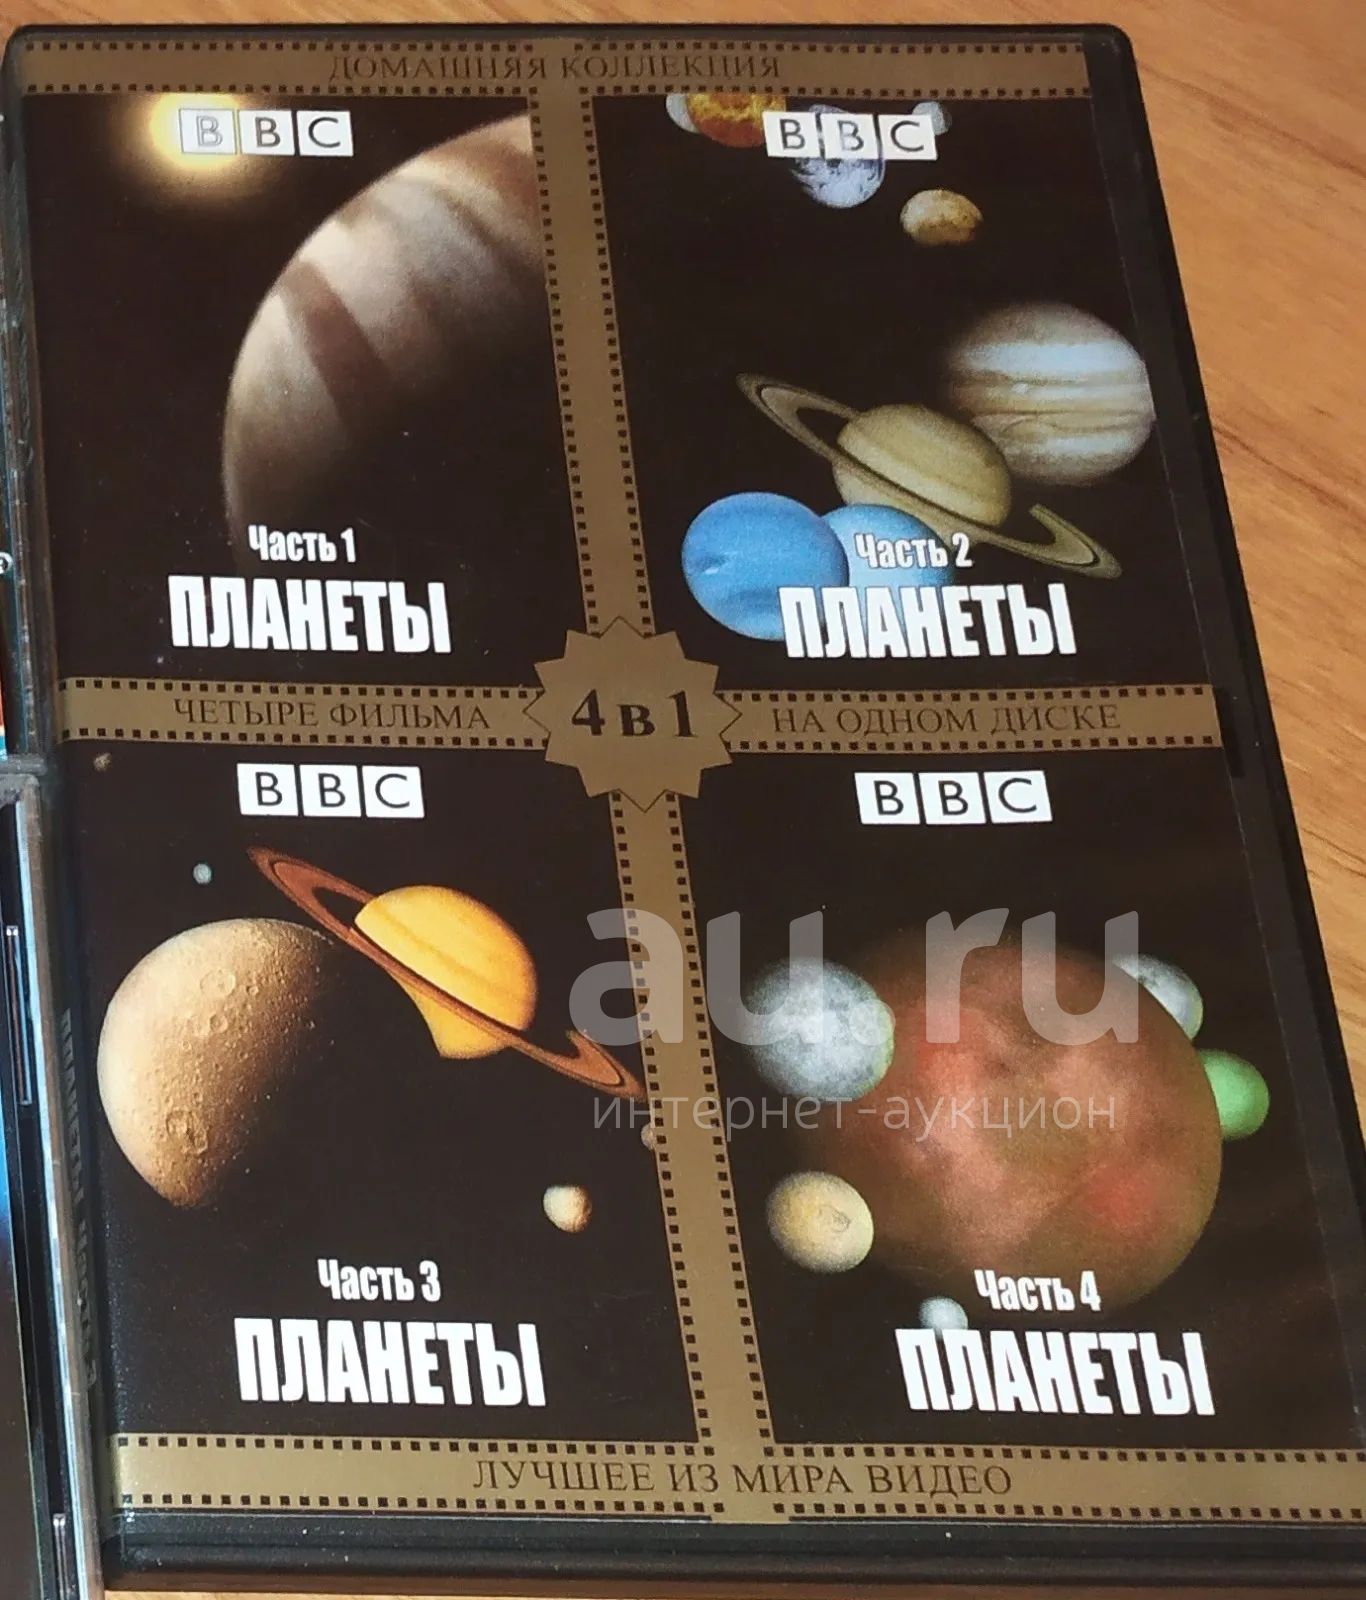 ДОМАШНЯЯ КОЛЛЕКЦИЯ
BBC
BBC
Часть 1
ПЛАНЕТЫ
Часть 2
ПЛАНЕТЫ
ЧЕТЫРЕ ФИЛЬМА
4 в 1
НА ОДНОМ ДИСКЕ
BBC
BBC
au.ru
интернет-аукцион
Часть 3
ПЛАНЕТЫ
Часть 4
ПЛАНЕТЫ
ЛУЧШЕЕ ИЗ МИРА ВИДЕО